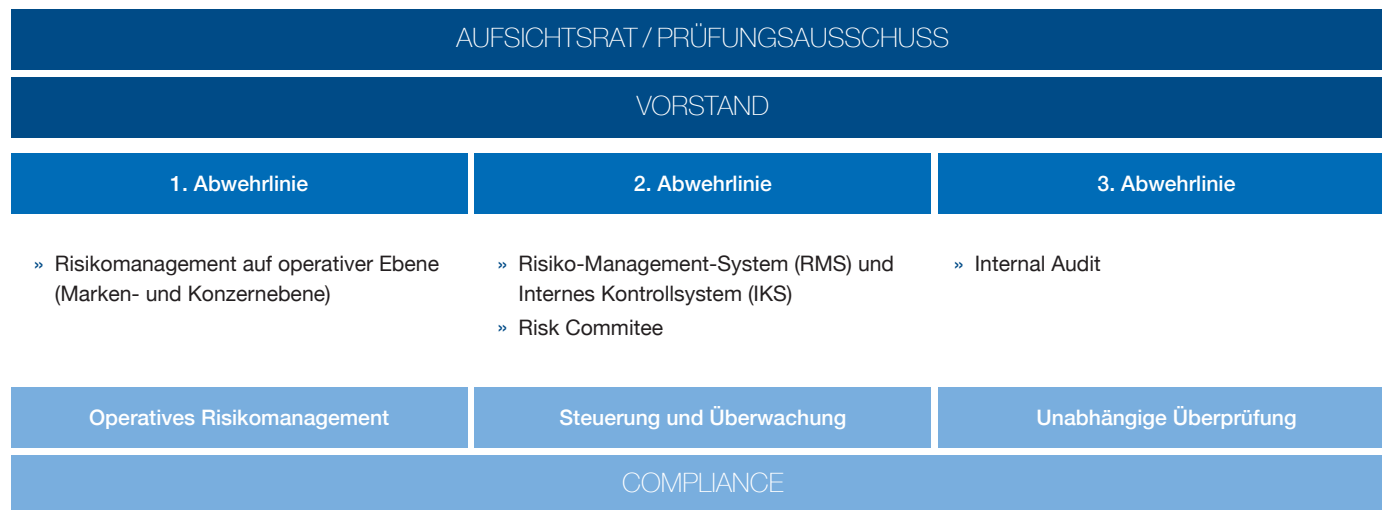 AUFSICHTSRAT / PRÜFUNGSAUSSCHUSS
VORSTAND
1. Abwehrlinie
2. Abwehrlinie
3. Abwehrlinie
» Risikomanagement auf operativer Ebene
(Marken- und Konzernebene)
» Risiko-Management-System (RMS) und
Internes Kontrollsystem (IKS)
» Risk Commitee
» Internal Audit
Operatives Risikomanagement
Steuerung und Überwachung
Unabhängige Überprüfung
COMPLIANCE